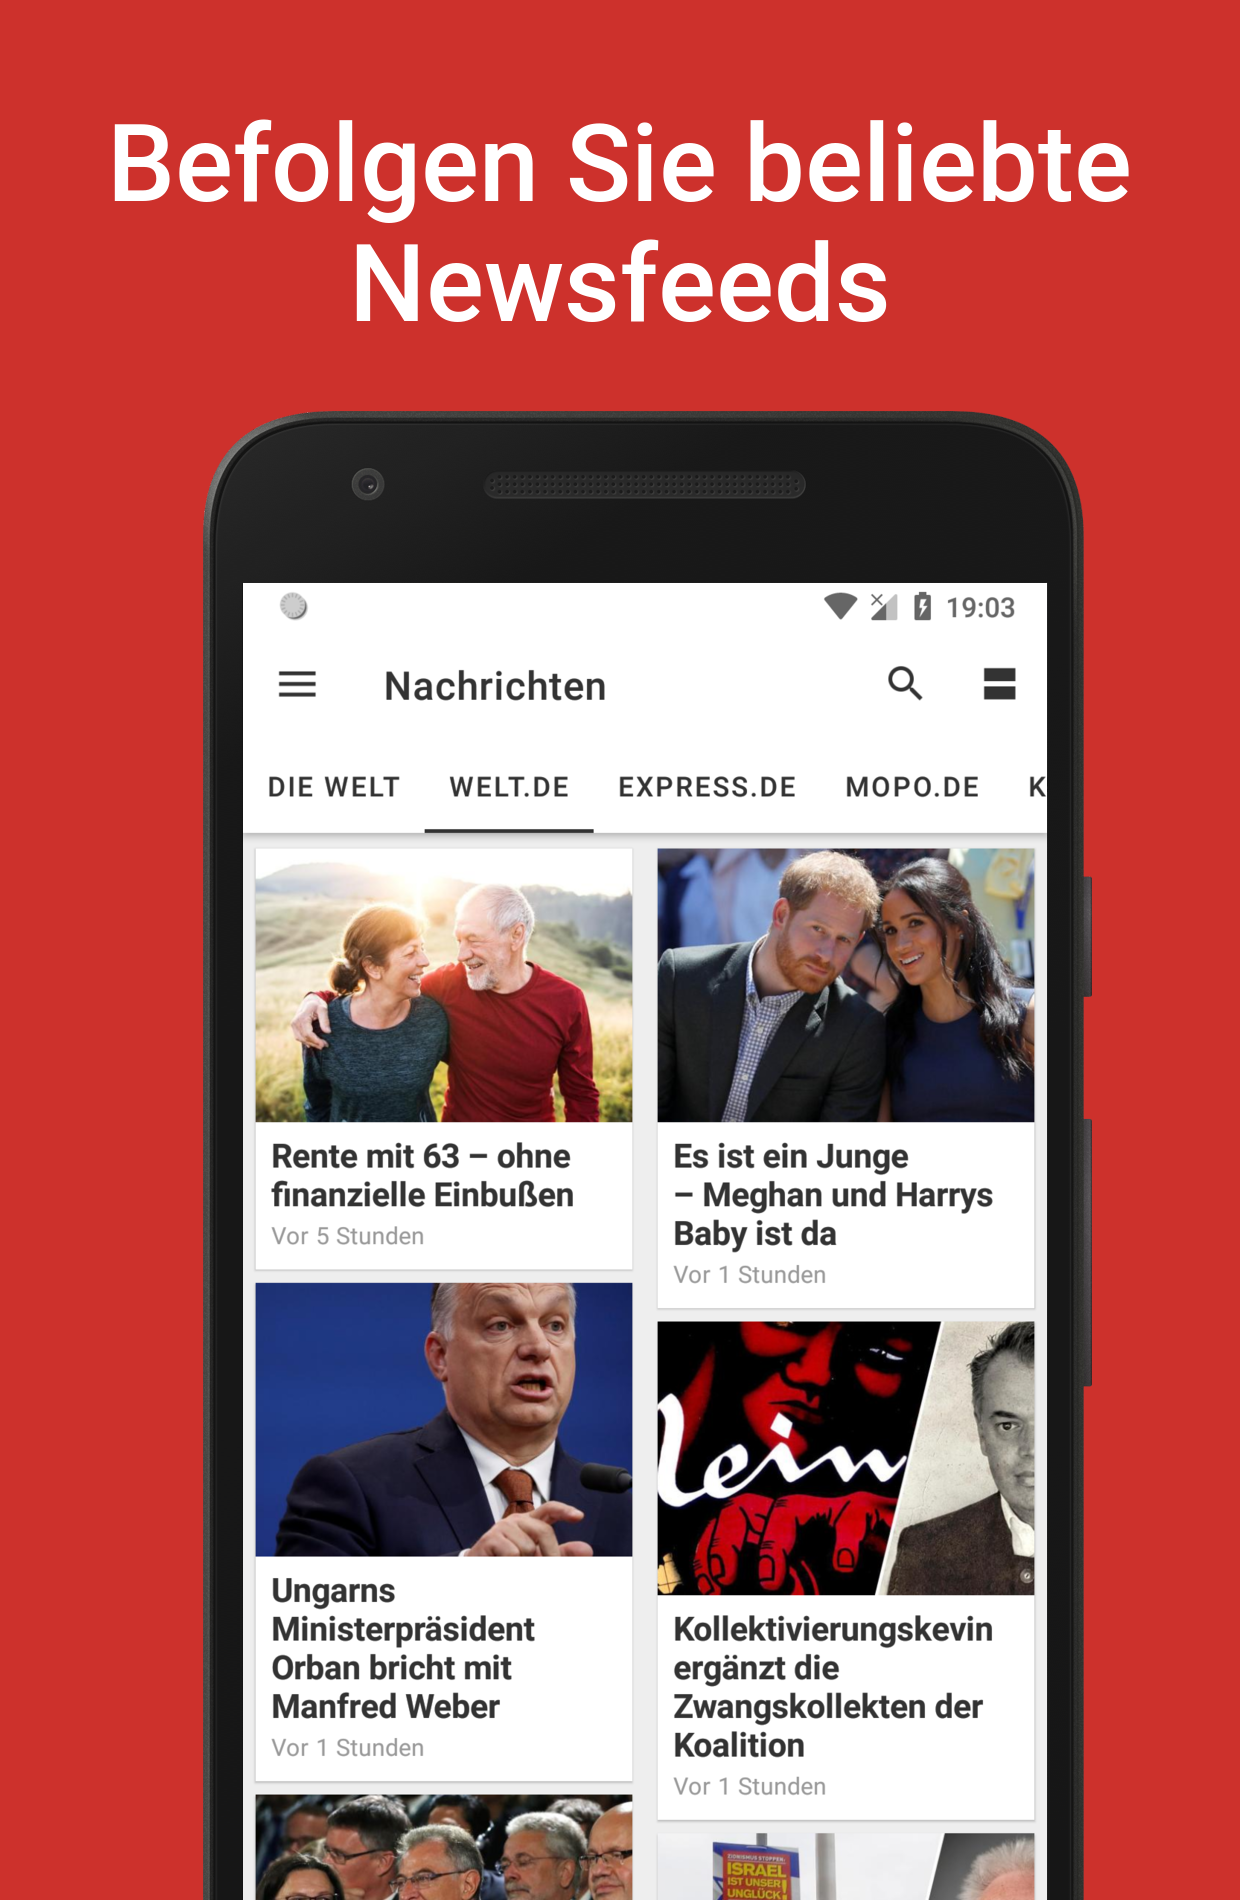 Befolgen Sie beliebte
Newsfeeds
19:03
Nachrichten
DIE WELT WELT.DE EXPRESS.DE MOPO.DE K
Rente mit 63 – ohne
finanzielle Einbußen
Vor 5 Stunden
Es ist ein Junge
– Meghan und Harrys
Baby ist da
Vor 1 Stunden
Ungarns
Ministerpräsident
Orban bricht mit
Manfred Weber
Vor 1 Stunden
lein
Kollektivierungskevin
ergänzt die
Zwangskollekten der
Koalition
Vor 1 Stunden
ZIONISMUS STOPPEN:
ISRAEL
IST UNSER
UNGLÜCK!